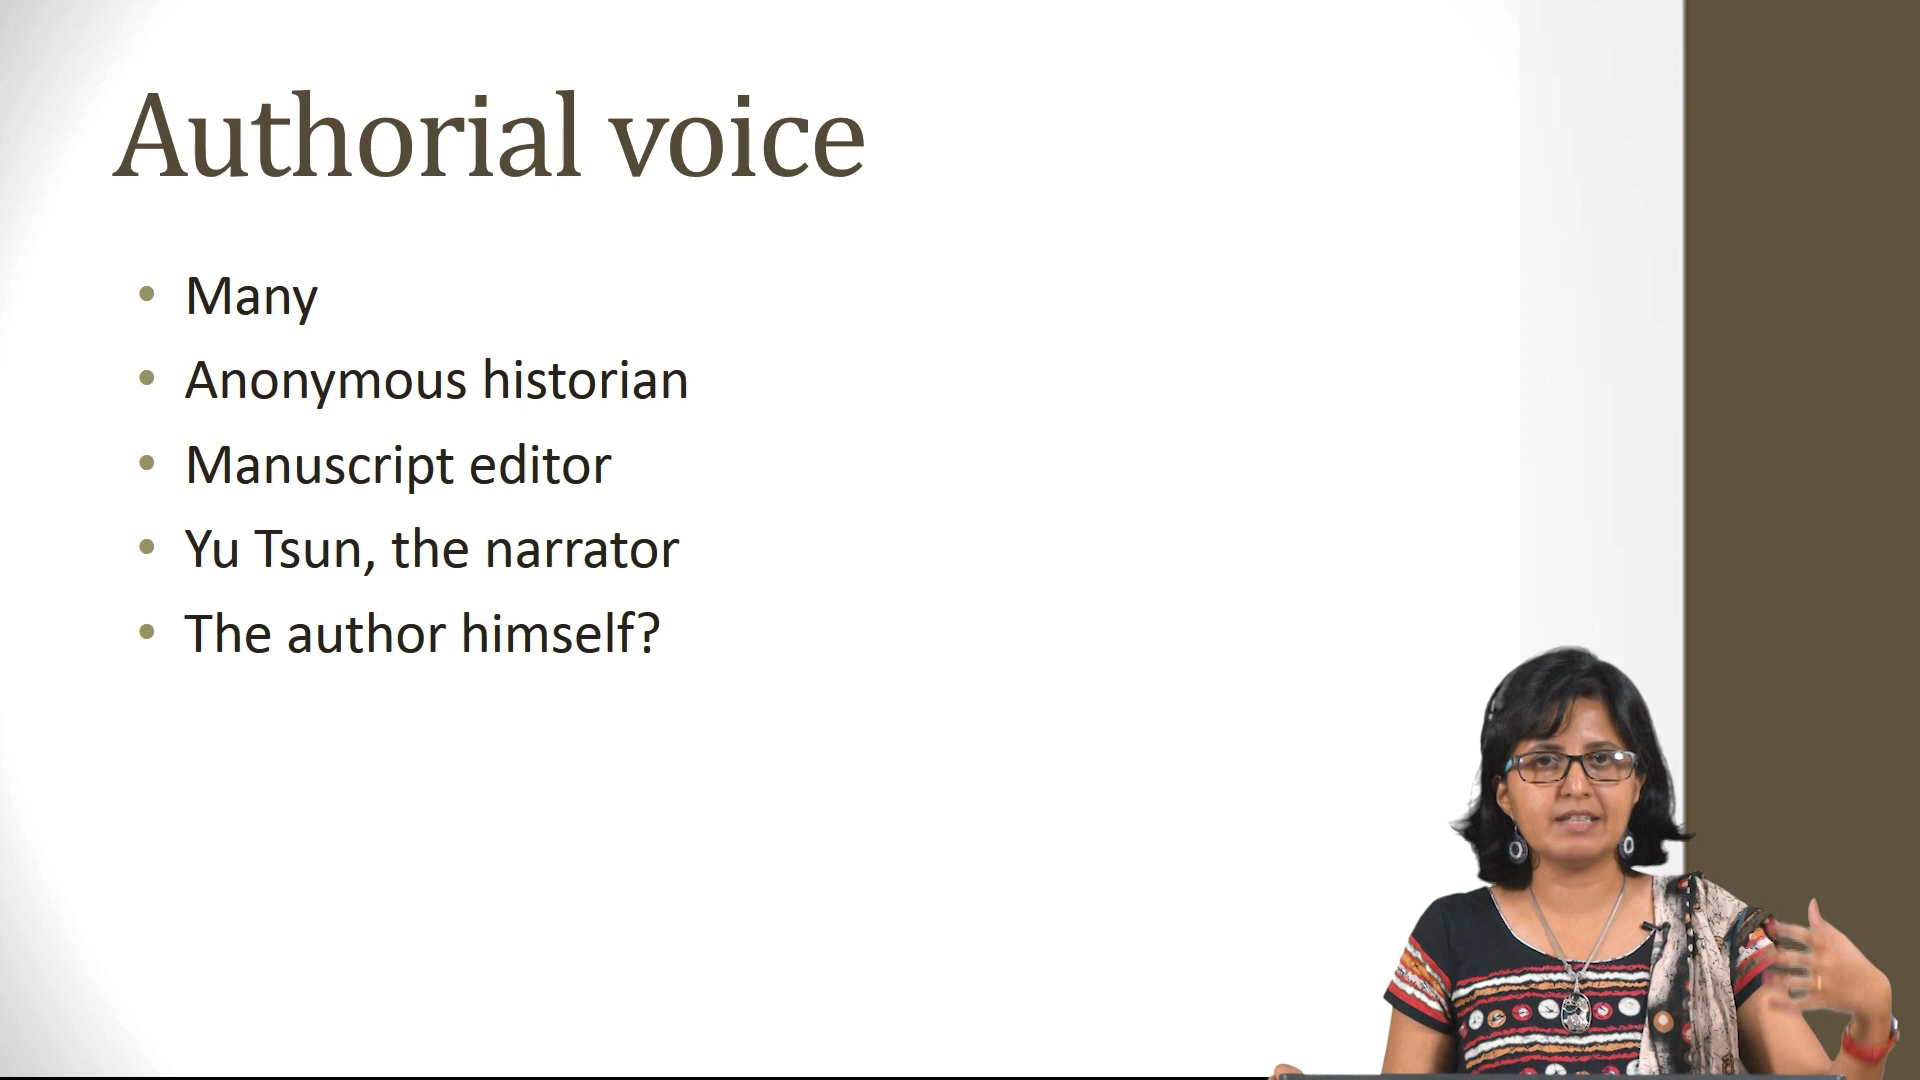 Authorial voice
• Many
• Anonymous historian
• Manuscript editor
• Yu Tsun, the narrator
• The author himself?